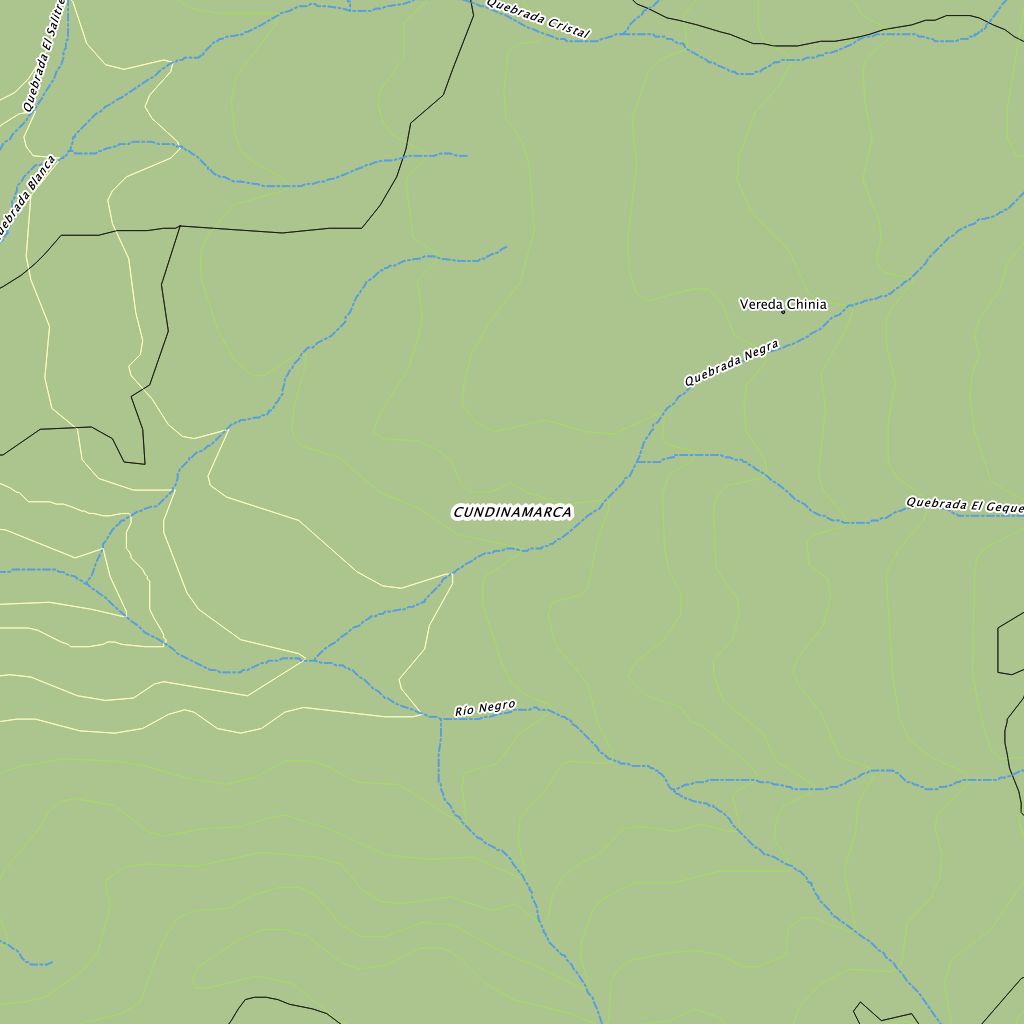 Quebrada El Salitre
Quebrada Cristal
Quebrada Blanca
Vereda Chinia
Quebrada Negra
Quebrada El Geque
CUNDINAMARCA
Río Negro